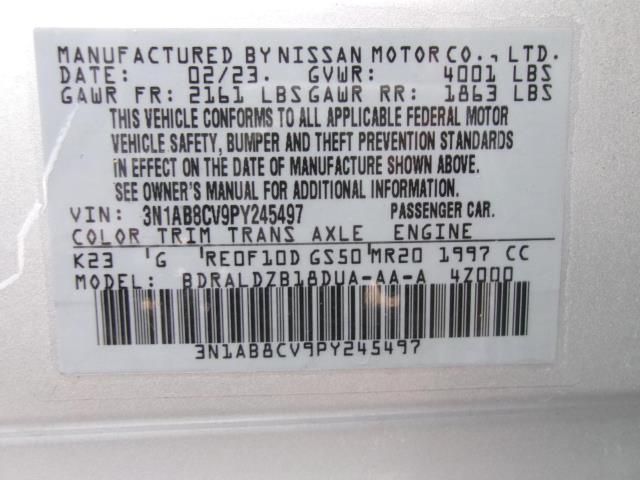 MANUFACTURED BY NISSAN MOTOR CO., LTD.
DATE: 02/23. GVWR: 4001 LBS
GAWR FR: 2161 LBS GAWR RR: 1863 LBS
THIS VEHICLE CONFORMS TO ALL APPLICABLE FEDERAL MOTOR
VEHICLE SAFETY, BUMPER AND THEFT PREVENTION STANDARDS
IN EFFECT ON THE DATE OF MANUFACTURE SHOWN ABOVE.
SEE OWNER'S MANUAL FOR ADDITIONAL INFORMATION.
VIN: 3N1AB8CV9PY245497 PASSENGER CAR.
COLOR TRIM TRANS AXLE ENGINE
K23 G RE0F10D GS50 MR20 1997 CC
MODEL: BDRALDZB18DUA-AA-A 4Z000
3N1AB8CV9PY245497